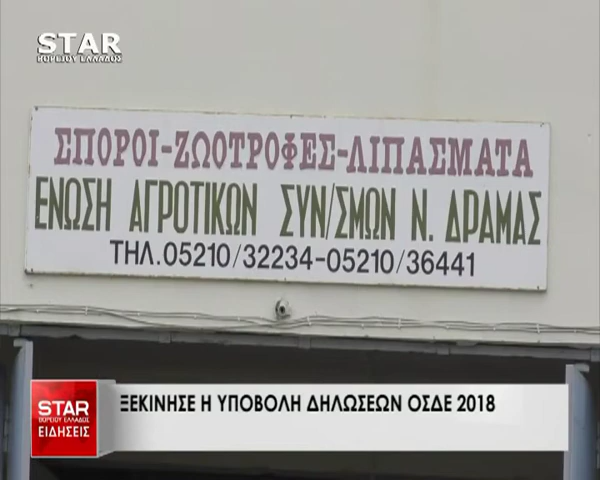 STAR
ΒΟΡΕΙΟΥ ΕΛΛΑΔΟΣ
ΣΠΟΡΟΙ-ΖΩΟΤΡΟΦΕΣ-ΛΙΠΑΣΜΑΤΑ
ΕΝΩΣΗ ΑΓΡΟΤΙΚΩΝ ΣΥΝ/ΣΜΩΝ Ν. ΔΡΑΜΑΣ
ΤΗΛ.05210/32234-05210/36441
STAR
ΒΟΡΕΙΟΥ ΕΛΛΑΔΟΣ
ΕΙΔΗΣΕΙΣ
ΞΕΚΙΝΗΣΕ Η ΥΠΟΒΟΛΗ ΔΗΛΩΣΕΩΝ ΟΣΔΕ 2018